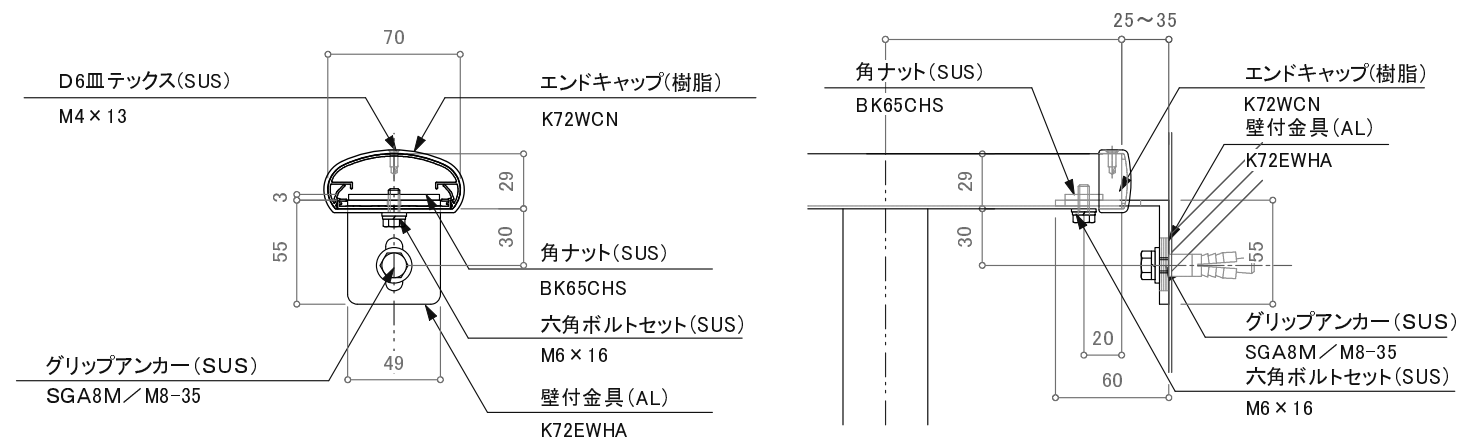 70
D6皿テックス(SUS)
M4×13
エンドキャップ(樹脂)
K72WCN
3
55
29
30
角ナット(SUS)
BK65CHS
六角ボルトセット(SUS)
M6×16
グリップアンカー(SUS)
SGA8M/M8-35
49
壁付金具(AL)
K72EWHA
25~35
角ナット(SUS)
BK65CHS
エンドキャップ(樹脂)
K72WCN
壁付金具(AL)
K72EWHA
29
30
55
20
60
グリップアンカー(SUS)
SGA8M/M8-35
六角ボルトセット(SUS)
M6×16